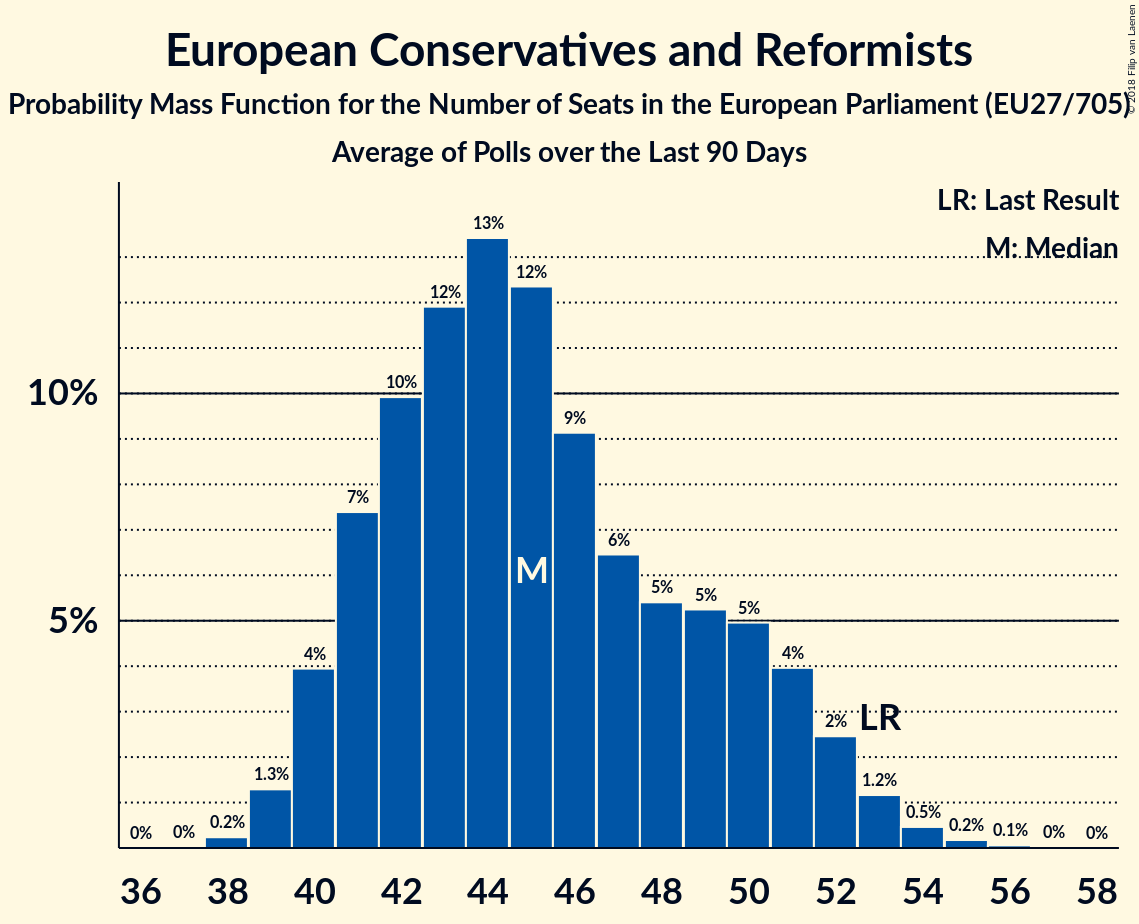 European Conservatives and Reformists
Probability Mass Function for the Number of Seats in the European Parliament (EU27/705)
Average of Polls over the Last 90 Days
© 2018 Filip van Laenen
LR: Last Result
M: Median
13%
12%
12%
10%
10%
9%
7%
6%
M
5%
5%
5%
5%
4%
4%
2%
LR
1.3%
1.2%
0%
0%
0.2%
0.5%
0.2%
0.1%
0%
0%
36 38 40 42 44 46 48 50 52 54 56 58